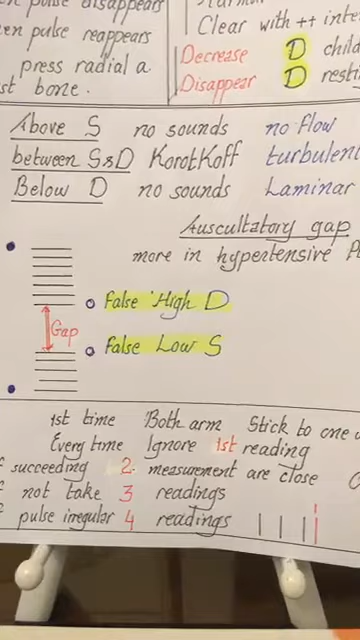 pulse disappears
pulse reappears
press radial a
bone.
Clear with ++ inte
Decrease D child
Disappear D resti
Above S no sounds no flow
between S&D KorotKoff turbulent
Below D no sounds Laminar
Auscultatory gap
more in hypertensive
false High D
Gap
false Low S
1st time Both arm Stick to one
Every time Ignore 1st reading
succeeding 2 measurement are close
not take 3 readings
pulse irregular 4 readings